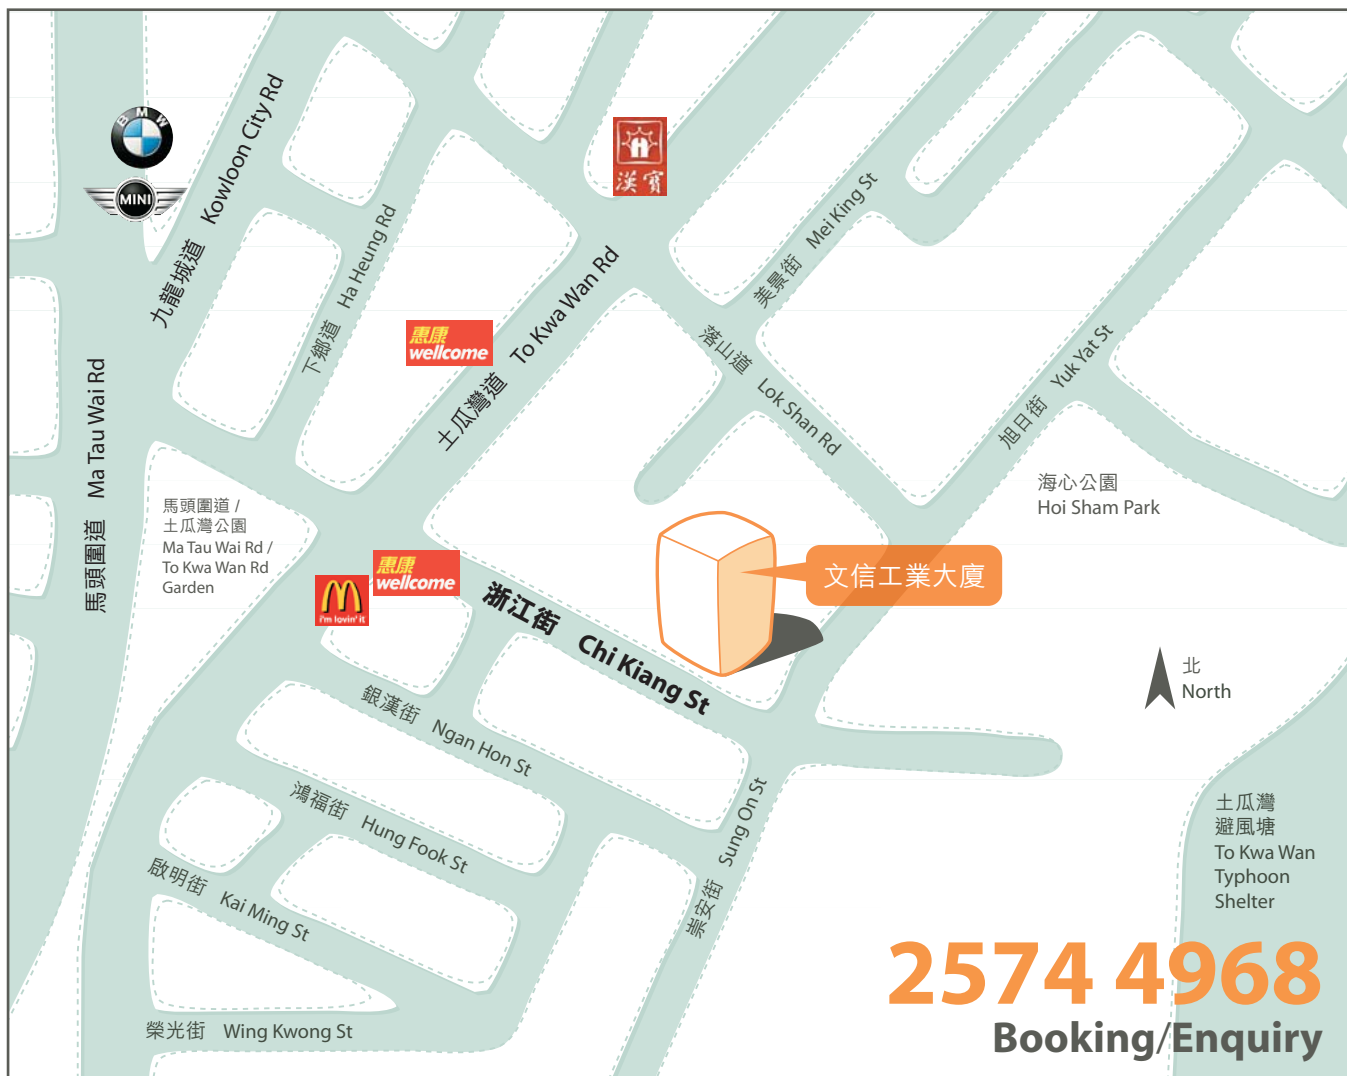 BMW
MINI
九龍城道 Kowloon City Rd
漢寶
下鄉道 Ha Heung Rd
美景街 Mei King St
惠康
wellcome
土瓜灣道 To Kwa Wan Rd
落山道 Lok Shan Rd
旭日街 Yuk Yat St
馬頭圍道 Ma Tau Wai Rd
馬頭圍道 /
土瓜灣公園
Ma Tau Wai Rd /
To Kwa Wan Rd
Garden
海心公園
Hoi Sham Park
惠康
wellcome
i'm lovin' it
文信工業大廈
浙江街 Chi Kiang St
北
North
銀漢街 Ngan Hon St
鴻福街 Hung Fook St
崇安街 Sung On St
土瓜灣
避風塘
To Kwa Wan
Typhoon
Shelter
啟明街 Kai Ming St
榮光街 Wing Kwong St
2574 4968
Booking/Enquiry